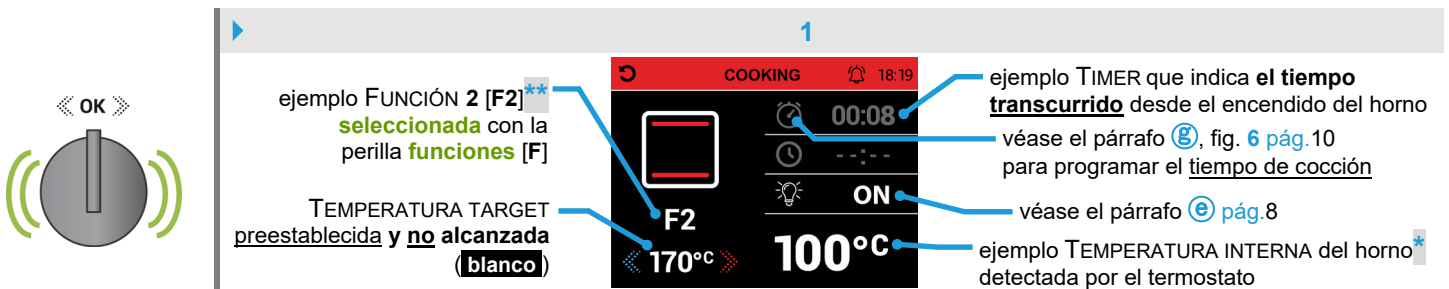 1
OK
ejemplo FUNCIÓN 2 [F2]**
seleccionada con la
perilla funciones [F]
TEMPERATURA TARGET
preestablecida y no alcanzada
( blanco )
COOKING 18:19
00:08
--:--
ON
F2
170°C
100°C
ejemplo TIMER que indica el tiempo
transcurrido desde el encendido del horno
véase el párrafo g, fig. 6 pág.10
para programar el tiempo de cocción
véase el párrafo e pág.8
ejemplo TEMPERATURA INTERNA del horno*
detectada por el termostato